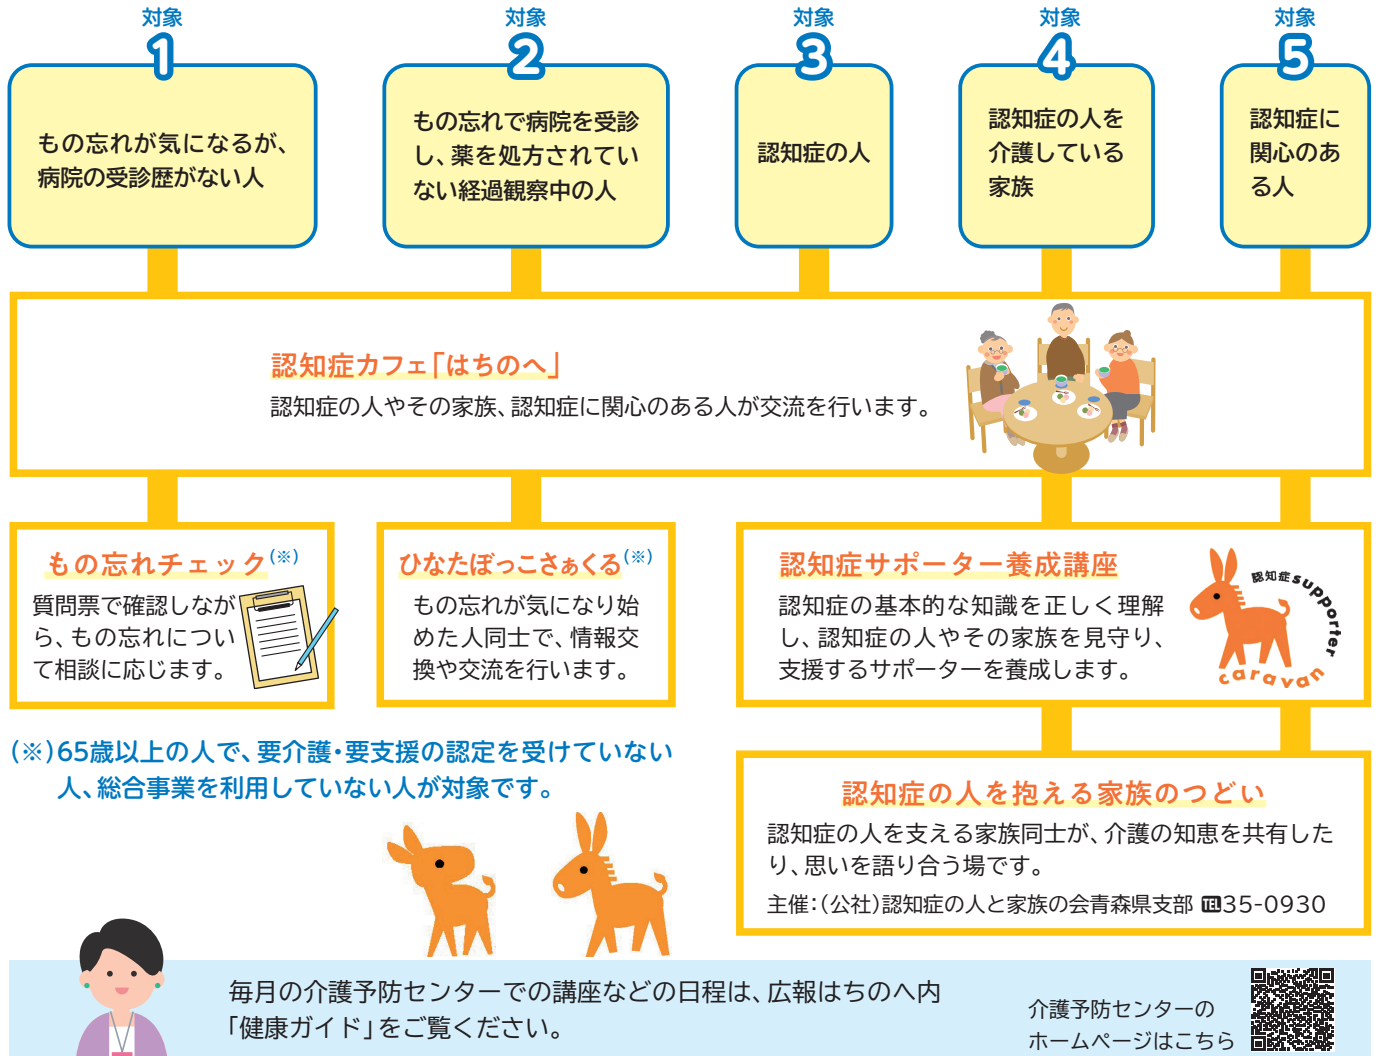 対象
1
もの忘れが気になるが、
病院の受診歴がない人
対象
2
もの忘れで病院を受診
し、薬を処方されてい
ない経過観察中の人
対象
3
認知症の人
対象
4
認知症の人を
介護している
家族
対象
5
認知症に
関心のあ
る人
認知症カフェ「はちのへ」
認知症の人やその家族、認知症に関心のある人が交流を行います。
もの忘れチェック(※)
質問票で確認しなが
ら、もの忘れについ
て相談に応じます。
ひなたぼっこさぁくる(※)
もの忘れが気になり始
めた人同士で、情報交
換や交流を行います。
認知症サポーター養成講座
認知症の基本的な知識を正しく理解
し、認知症の人やその家族を見守り、
支援するサポーターを養成します。
認知症supporter
caravan
(※)65歳以上の人で、要介護・要支援の認定を受けていない
人、総合事業を利用していない人が対象です。
認知症の人を抱える家族のつどい
認知症の人を支える家族同士が、介護の知恵を共有した
り、思いを語り合う場です。
主催:(公社)認知症の人と家族の会青森県支部 TEL35-0930
毎月の介護予防センターでの講座などの日程は、広報はちのへ内
「健康ガイド」をご覧ください。
介護予防センターの
ホームページはこちら